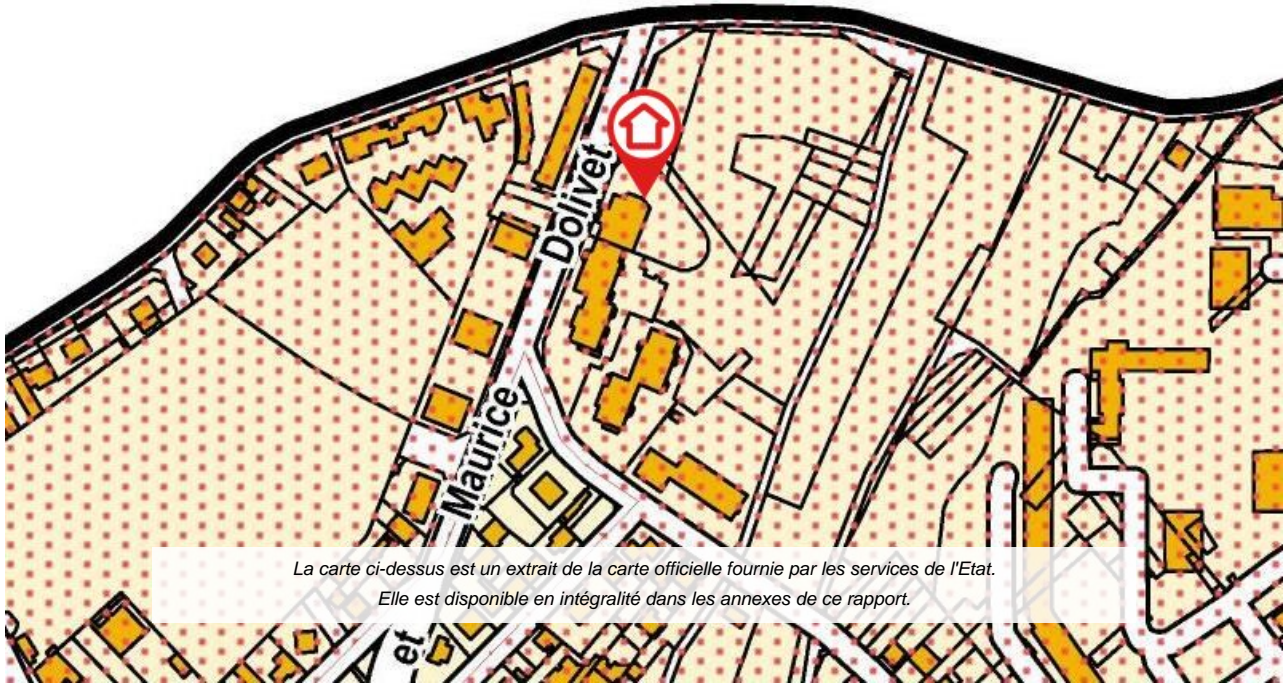 Dolivet
Maurice
et
La carte ci-dessus est un extrait de la carte officielle fournie par les services de l'Etat.
Elle est disponible en intégralité dans les annexes de ce rapport.